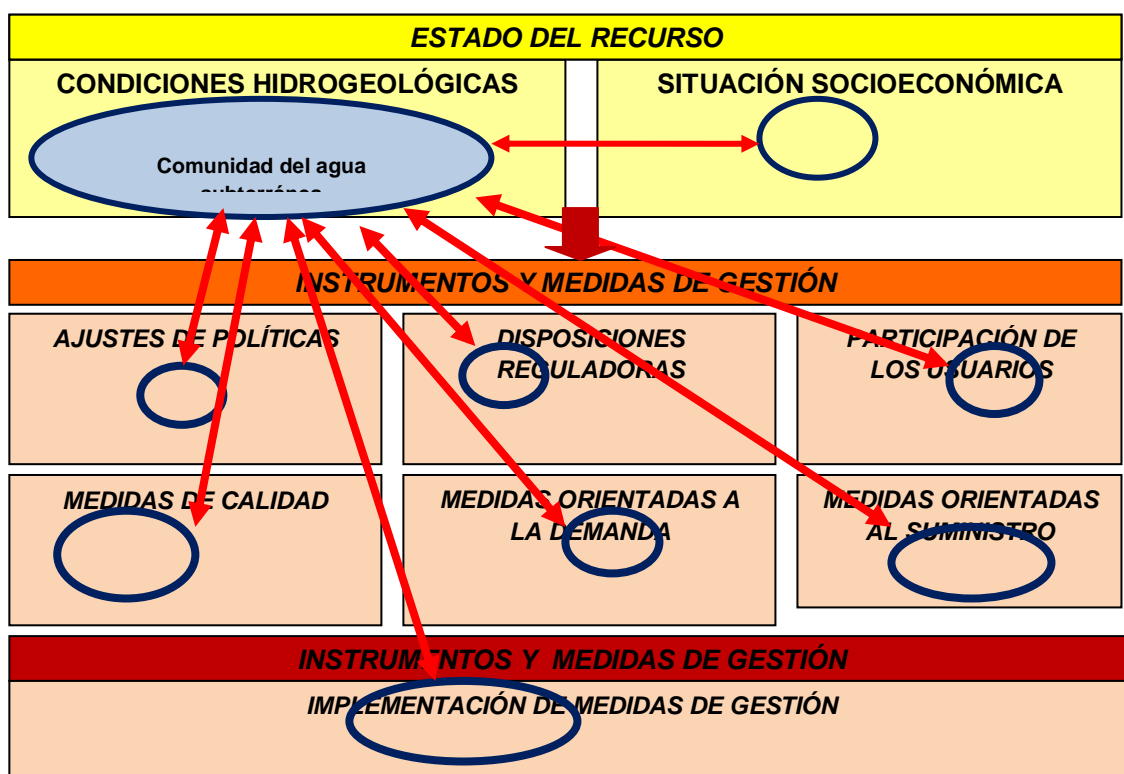 ESTADO DEL RECURSO
CONDICIONES HIDROGEOLÓGICAS
SITUACIÓN SOCIOECONÓMICA
Comunidad del agua
INSTRUMENTOS Y MEDIDAS DE GESTIÓN
AJUSTES DE POLÍTICAS
DISPOSICIONES
REGULADORAS
PARTICIPACIÓN DE
LOS USUARIOS
MEDIDAS DE CALIDAD
MEDIDAS ORIENTADAS A
LA DEMANDA
MEDIDAS ORIENTADAS
AL SUMINISTRO
INSTRUMENTOS Y MEDIDAS DE GESTIÓN
IMPLEMENTACIÓN DE MEDIDAS DE GESTIÓN